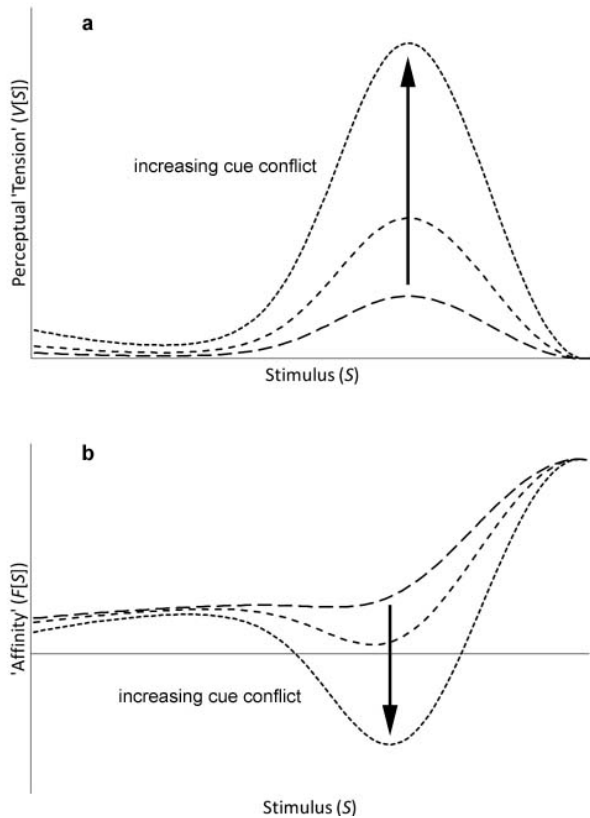 a
Perceptual 'Tension' (V[S])
increasing cue conflict
Stimulus (S)
b
'Affinity' (F[S])
increasing cue conflict
Stimulus (S)